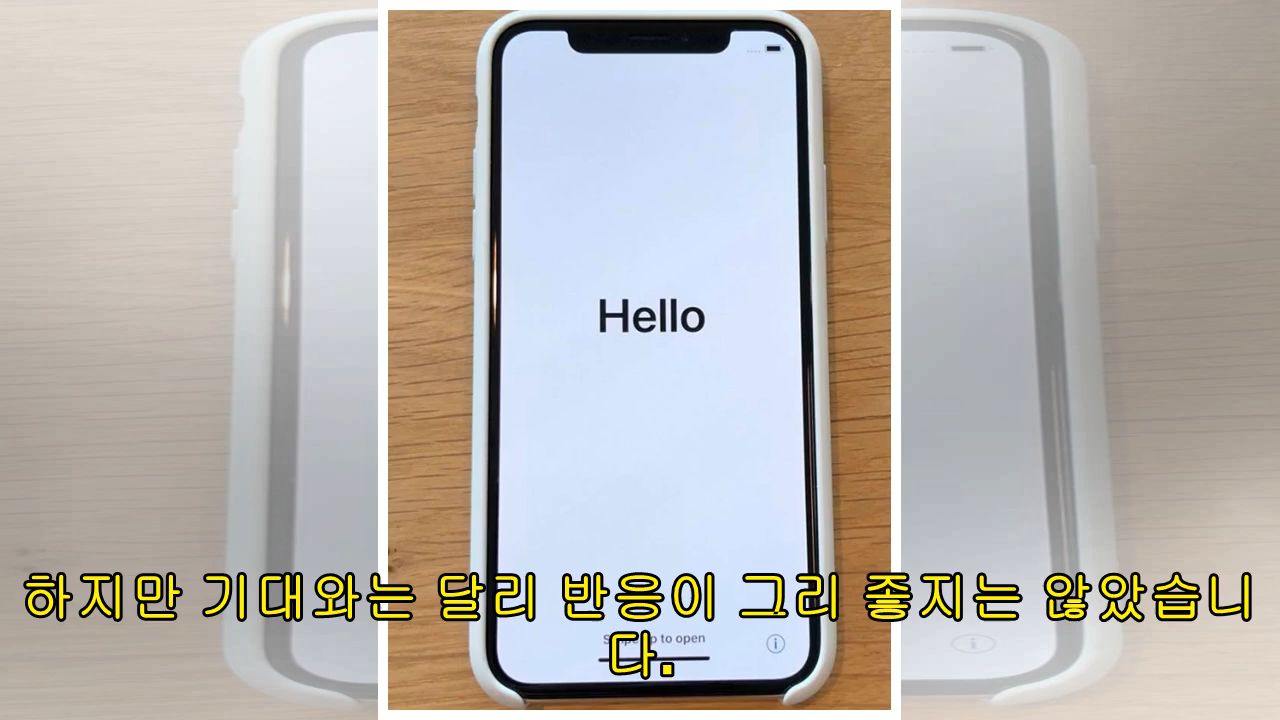 Hello
to open
하지만 기대와는 달리 반응이 그리 좋지는 않았습니
다.